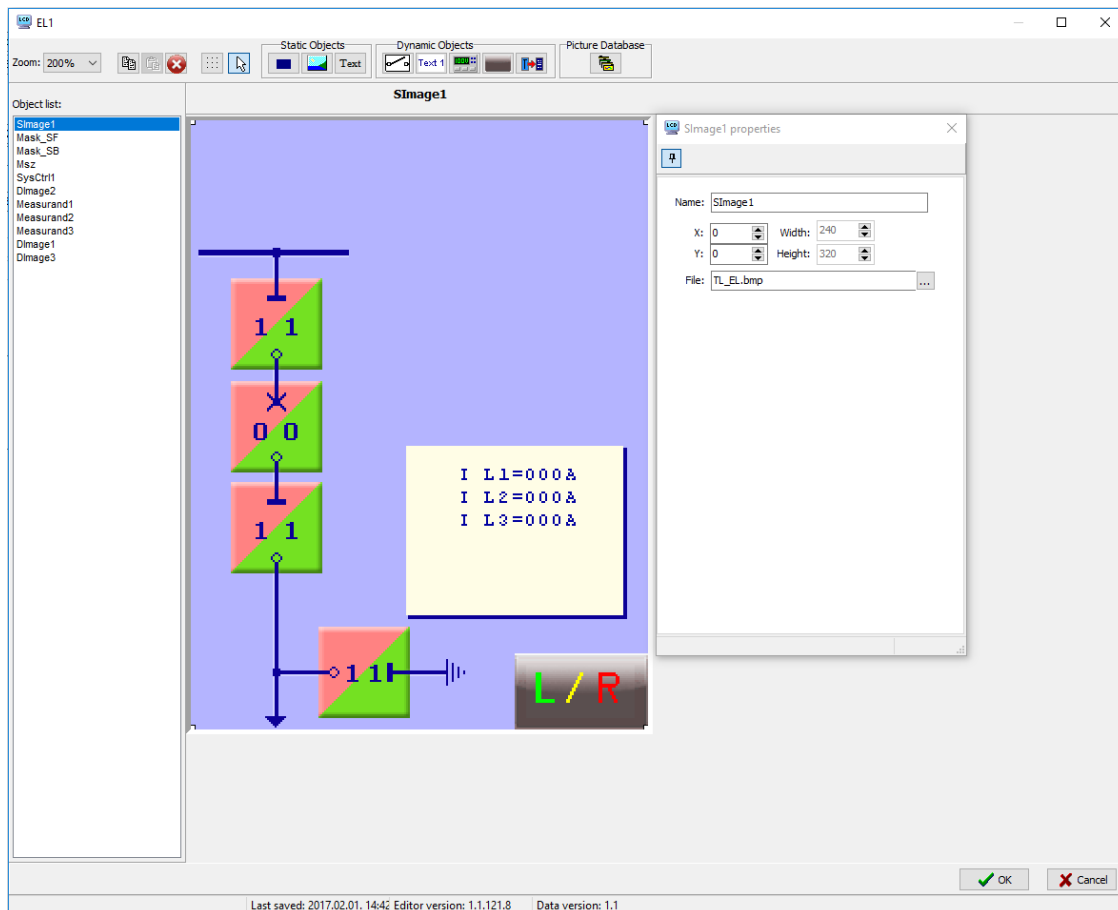 LCD EL1
Zoom: 200%
Static Objects
Text
Dynamic Objects
Text 1
Picture Database
SImage1
Object list:
SImage1
Mask_SF
Mask_SB
Msz
SysCtrl1
DImage2
Measurand1
Measurand2
Measurand3
DImage1
DImage3
1 1
0 0
1 1
1 1
I L1=000A
I L2=000A
I L3=000A
L / R
LCD SImage1 properties
Name: SImage1
X: 0 Width: 240
Y: 0 Height: 320
File: TL_EL.bmp ...
OK Cancel
Last saved: 2017.02.01. 14:42 Editor version: 1.1.121.8 Data version: 1.1